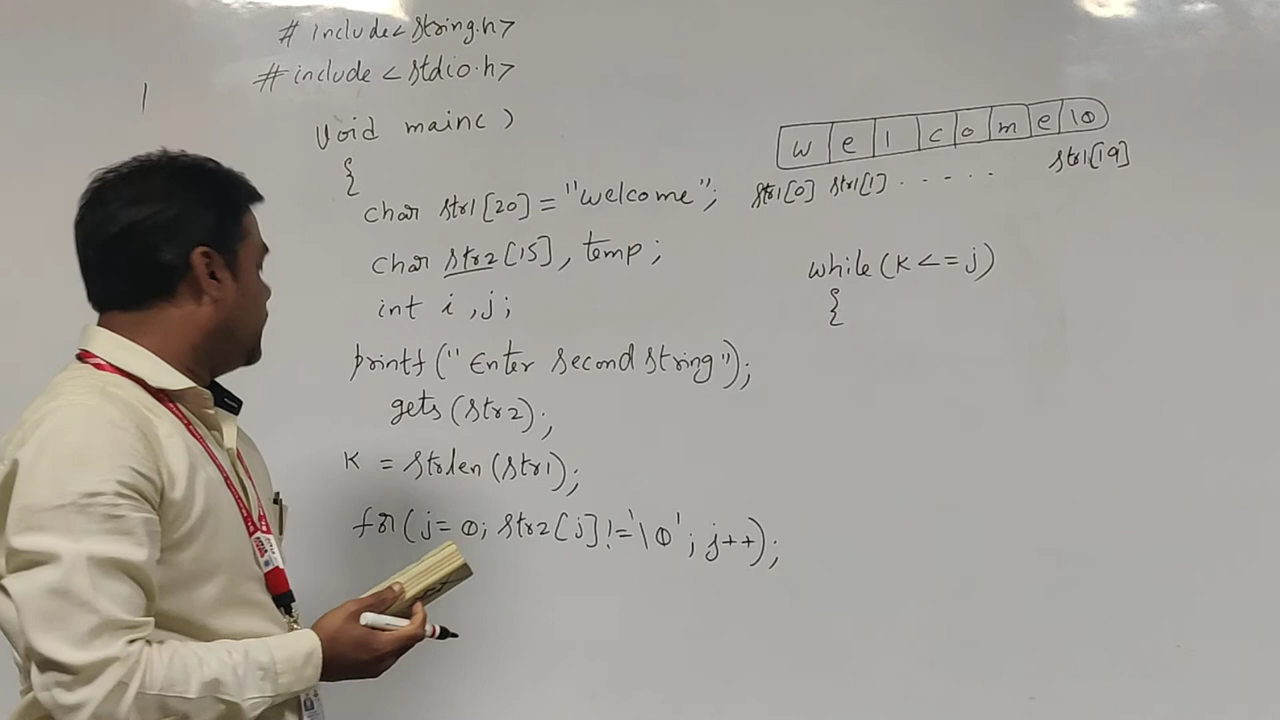 # include<string.h>
# include <stdio.h>
void main()
{
char str1[20] = "welcome";
char str2[15], temp;
int i, j;
printf("Enter second string");
gets(str2);
K = strlen(str1);
for(j=0; str2[j]!='\0'; j++);
w e l c o m e \0
str1[0] str1[1] . . . . . str1[19]
while(K<=j)
{